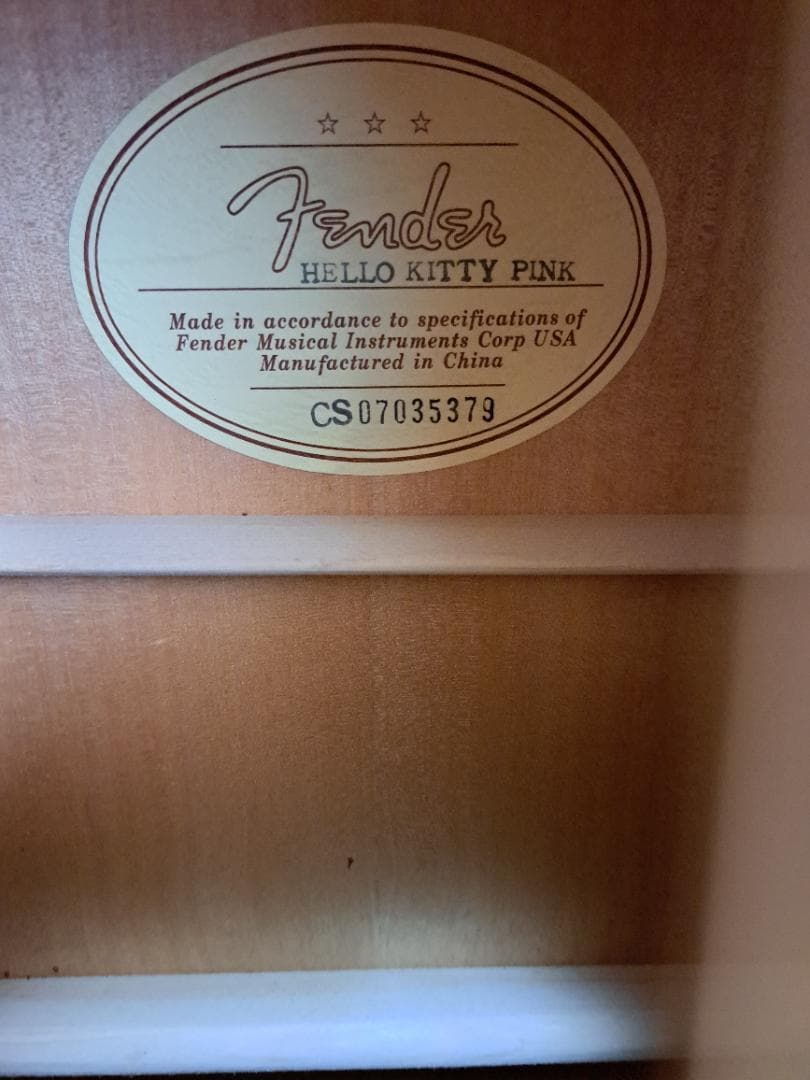 Fender
HELLO KITTY PINK
Made in accordance to specifications of
Fender Musical Instruments Corp USA
Manufactured in China
CS07035379